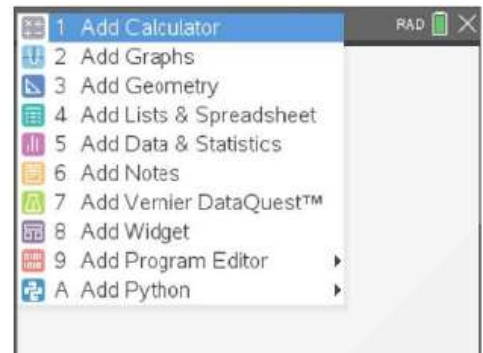 1 Add Calculator RAD
2 Add Graphs
3 Add Geometry
4 Add Lists & Spreadsheet
5 Add Data & Statistics
6 Add Notes
7 Add Vernier DataQuest™
8 Add Widget
9 Add Program Editor
A Add Python